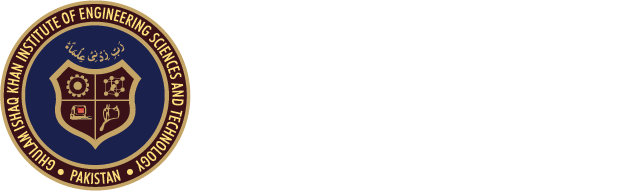 GHULAM ISHAQ KHAN INSTITUTE OF ENGINEERING SCIENCES AND TECHNOLOGY
رَبِّ زِدْنِي عِلْمًا
• PAKISTAN •